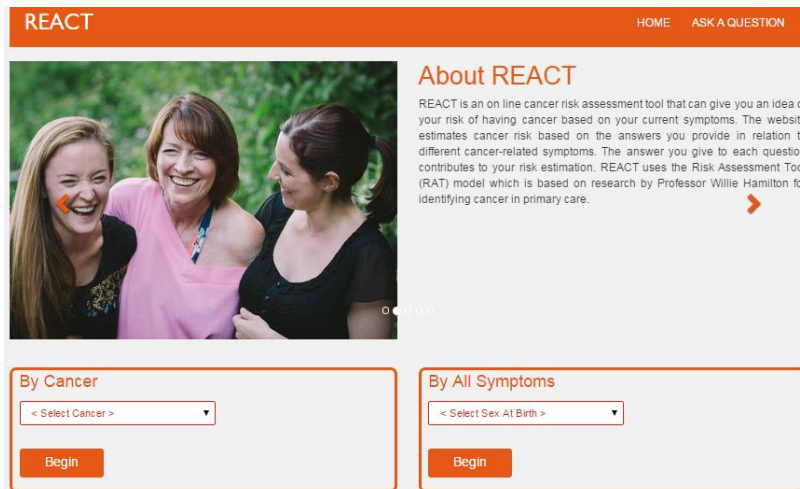 REACT
HOME ASK A QUESTION
About REACT
REACT is an on line cancer risk assessment tool that can give you an idea
your risk of having cancer based on your current symptoms. The
estimates cancer risk based on the answers you provide in relation
different cancer-related symptoms. The answer you give to each
contributes to your risk estimation. REACT uses the Risk Assessment
(RAT) model which is based on research by Professor Willie Hamilton
identifying cancer in primary care.
By Cancer
< Select Cancer >
Begin
By All Symptoms
< Select Sex At Birth >
Begin